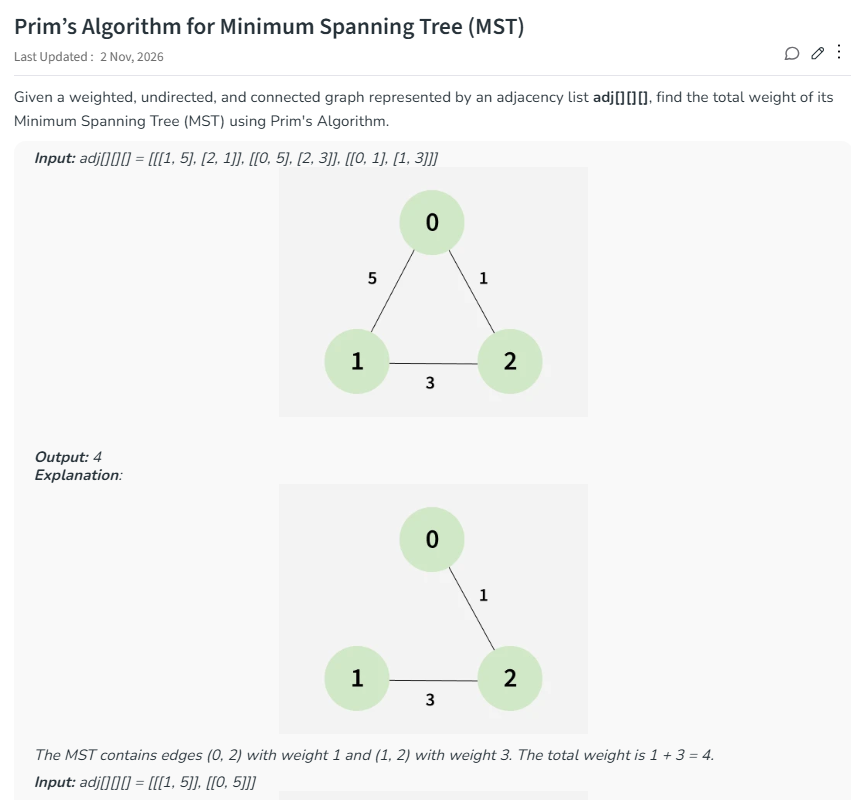 Prim’s Algorithm for Minimum Spanning Tree (MST)
Last Updated : 2 Nov, 2026
Given a weighted, undirected, and connected graph represented by an adjacency list adj[][][], find the total weight of its
Minimum Spanning Tree (MST) using Prim's Algorithm.
Input: adj[][][] = [[[1, 5], [2, 1]], [[0, 5], [2, 3]], [[0, 1], [1, 3]]]
0
5 1
1 2
3
Output: 4
Explanation:
0
1
1 2
3
The MST contains edges (0, 2) with weight 1 and (1, 2) with weight 3. The total weight is 1 + 3 = 4.
Input: adj[][][] = [[[1, 5]], [[0, 5]]]